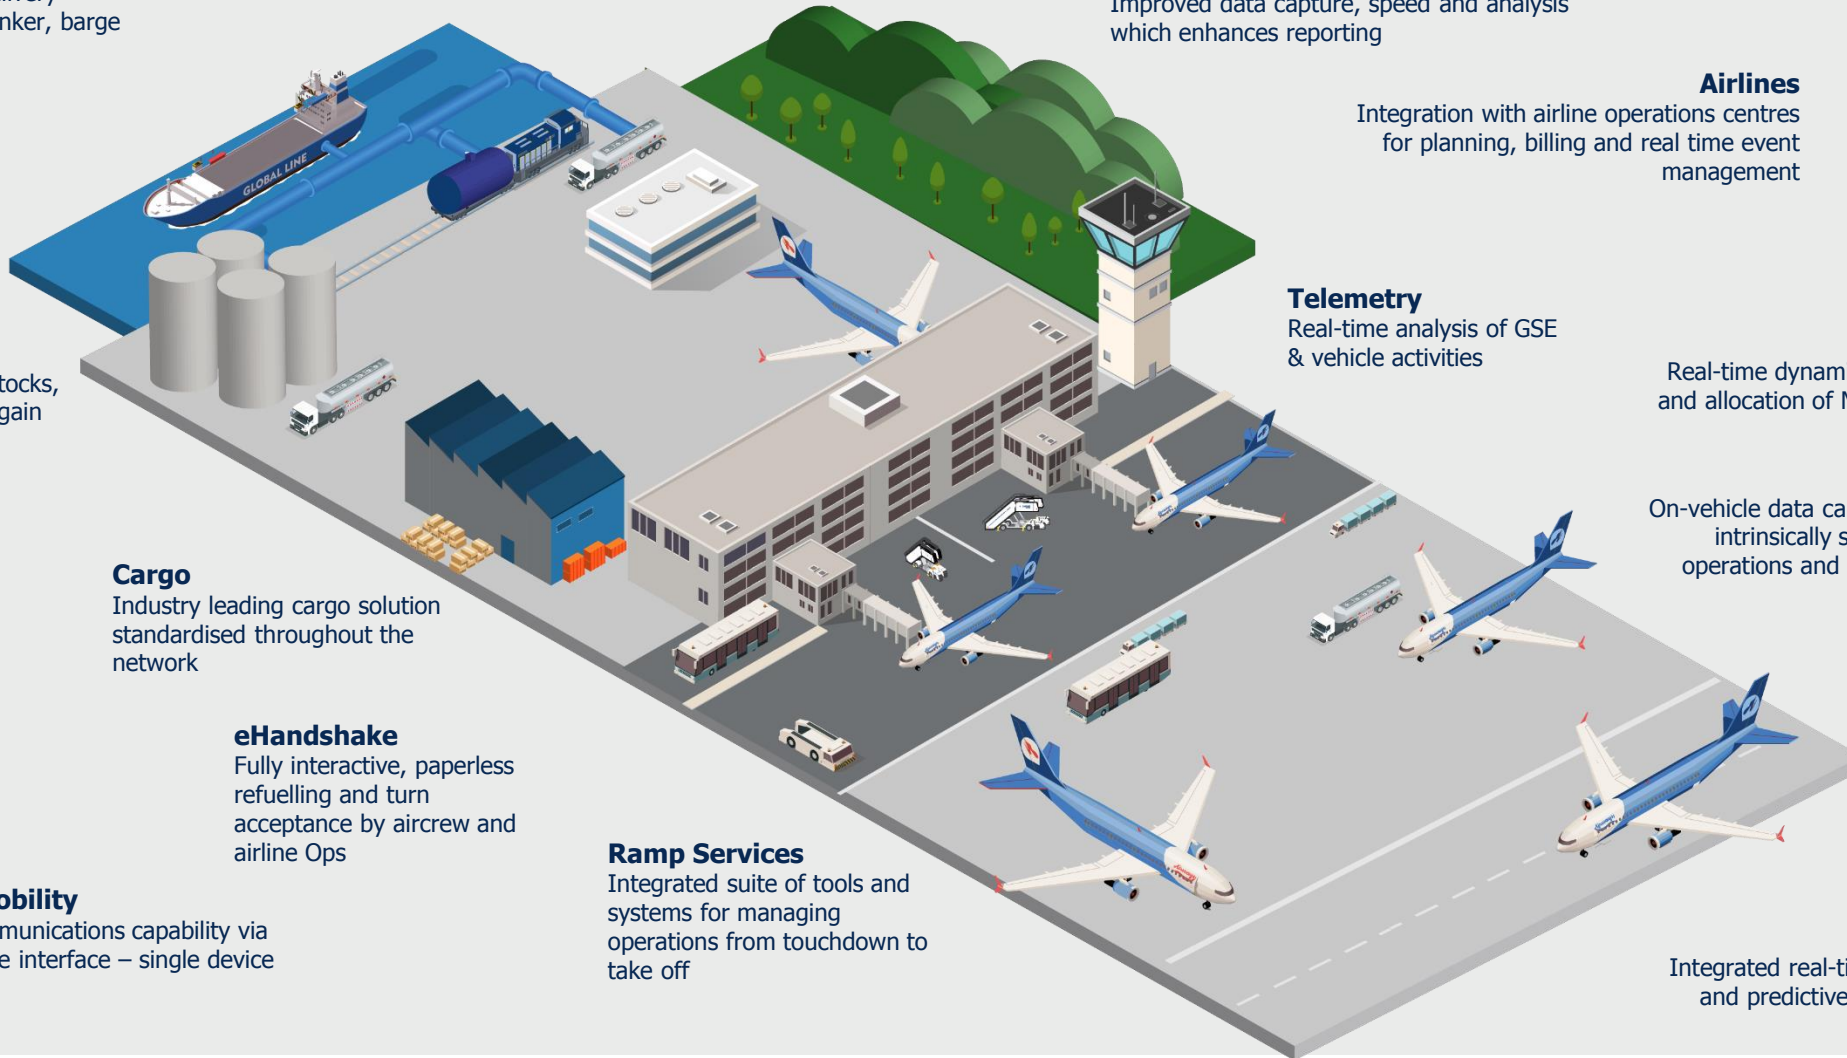 nker, barge
Improved data capture, speed and analysis
which enhances reporting
Airlines
Integration with airline operations centres
for planning, billing and real time event
management
GLOBAL LINE
Telemetry
Real-time analysis of GSE
& vehicle activities
tocks,
gain
Real-time dynam
and allocation of
On-vehicle data ca
intrinsically s
operations and
Cargo
Industry leading cargo solution
standardised throughout the
network
eHandshake
Fully interactive, paperless
refuelling and turn
acceptance by aircrew and
airline Ops
obility
munications capability via
e interface – single device
Ramp Services
Integrated suite of tools and
systems for managing
operations from touchdown to
take off
Integrated real-ti
and predictive